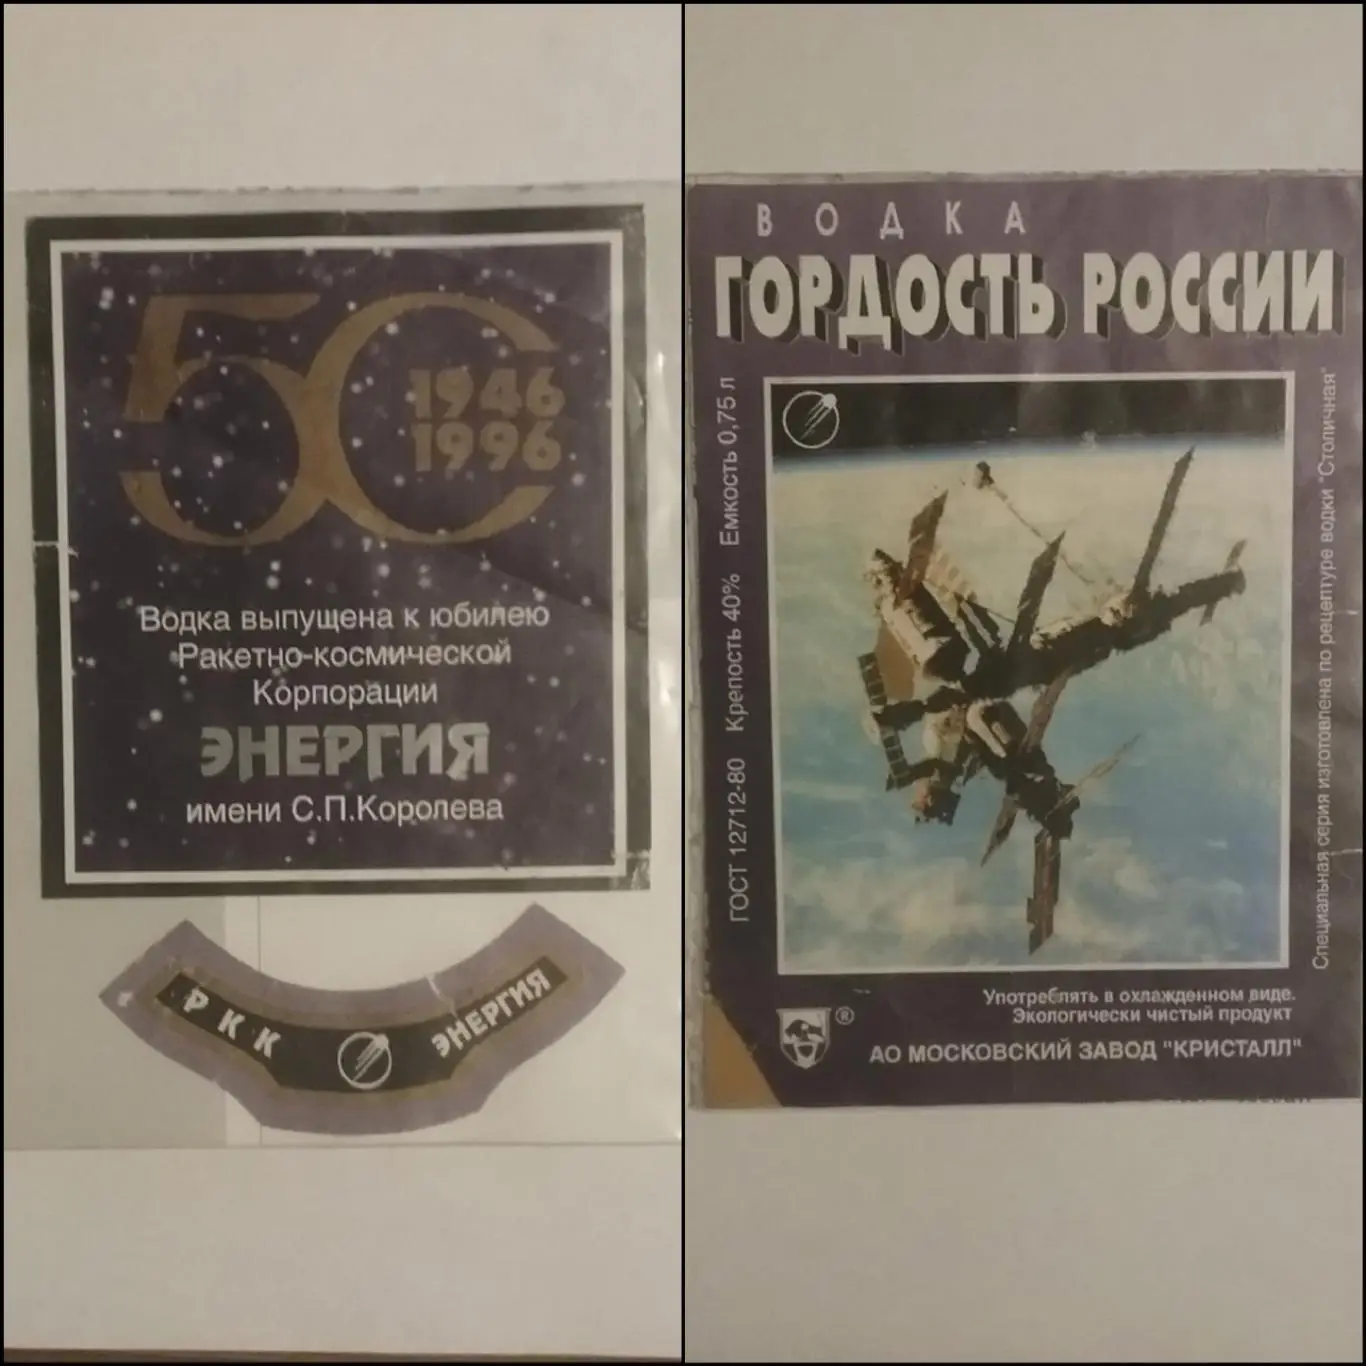 50
1946
1996
Водка выпущена к юбилею
Ракетно-космической
Корпорации
ЭНЕРГИЯ
имени С.П.Королева
РКК ЭНЕРГИЯ
ВОДКА
ГОРДОСТЬ РОССИИ
ГОСТ 12712-80 Крепость 40% Емкость 0,75 л
Специальная серия изготовлена по рецептуре водки "Столичная"
Употреблять в охлажденном виде.
Экологически чистый продукт
®
АО МОСКОВСКИЙ ЗАВОД "КРИСТАЛЛ"